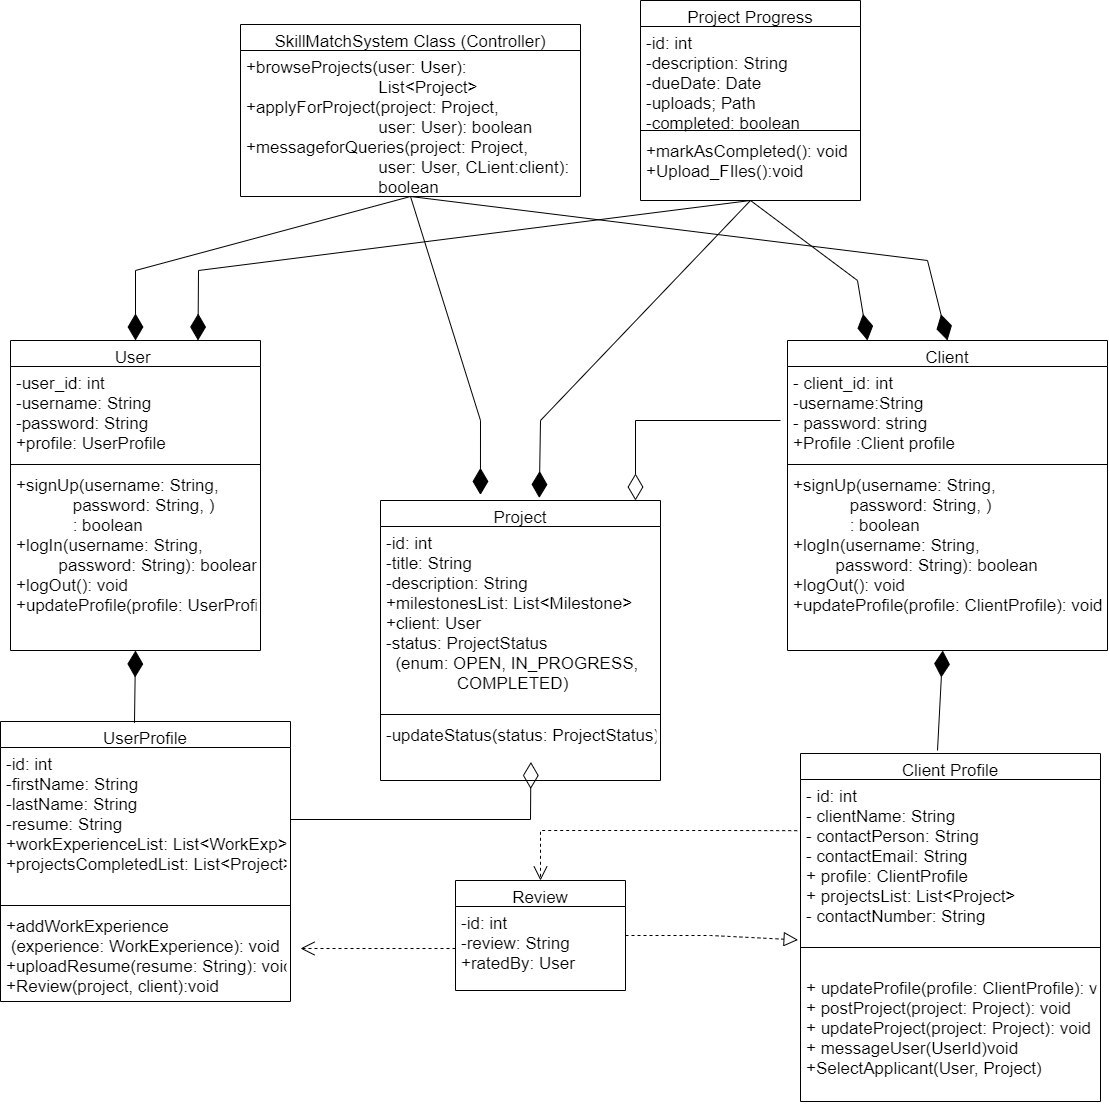 SkillMatchSystem Class (Controller)
+browseProjects(user: User):
List<Project>
+applyForProject(project: Project,
user: User): boolean
+messageforQueries(project: Project,
user: User, CLient:client):
boolean
Project Progress
-id: int
-description: String
-dueDate: Date
-uploads; Path
-completed: boolean
+markAsCompleted(): void
+Upload_FIles():void
User
-user_id: int
-username: String
-password: String
+profile: UserProfile
+signUp(username: String,
password: String, )
: boolean
+logIn(username: String,
password: String): boolean
+logOut(): void
+updateProfile(profile: UserProfi
Client
- client_id: int
-username:String
- password: string
+Profile :Client profile
+signUp(username: String,
password: String, )
: boolean
+logIn(username: String,
password: String): boolean
+logOut(): void
+updateProfile(profile: ClientProfile): void
Project
-id: int
-title: String
-description: String
+milestonesList: List<Milestone>
+client: User
-status: ProjectStatus
(enum: OPEN, IN_PROGRESS,
COMPLETED)
-updateStatus(status: ProjectStatus)
UserProfile
-id: int
-firstName: String
-lastName: String
-resume: String
+workExperienceList: List<WorkExp>
+projectsCompletedList: List<Project>
+addWorkExperience
(experience: WorkExperience): void
+uploadResume(resume: String): void
+Review(project, client):void
Review
-id: int
-review: String
+ratedBy: User
Client Profile
- id: int
- clientName: String
- contactPerson: String
- contactEmail: String
+ profile: ClientProfile
+ projectsList: List<Project>
- contactNumber: String
+ updateProfile(profile: ClientProfile): v
+ postProject(project: Project): void
+ updateProject(project: Project): void
+ messageUser(UserId)void
+SelectApplicant(User, Project)